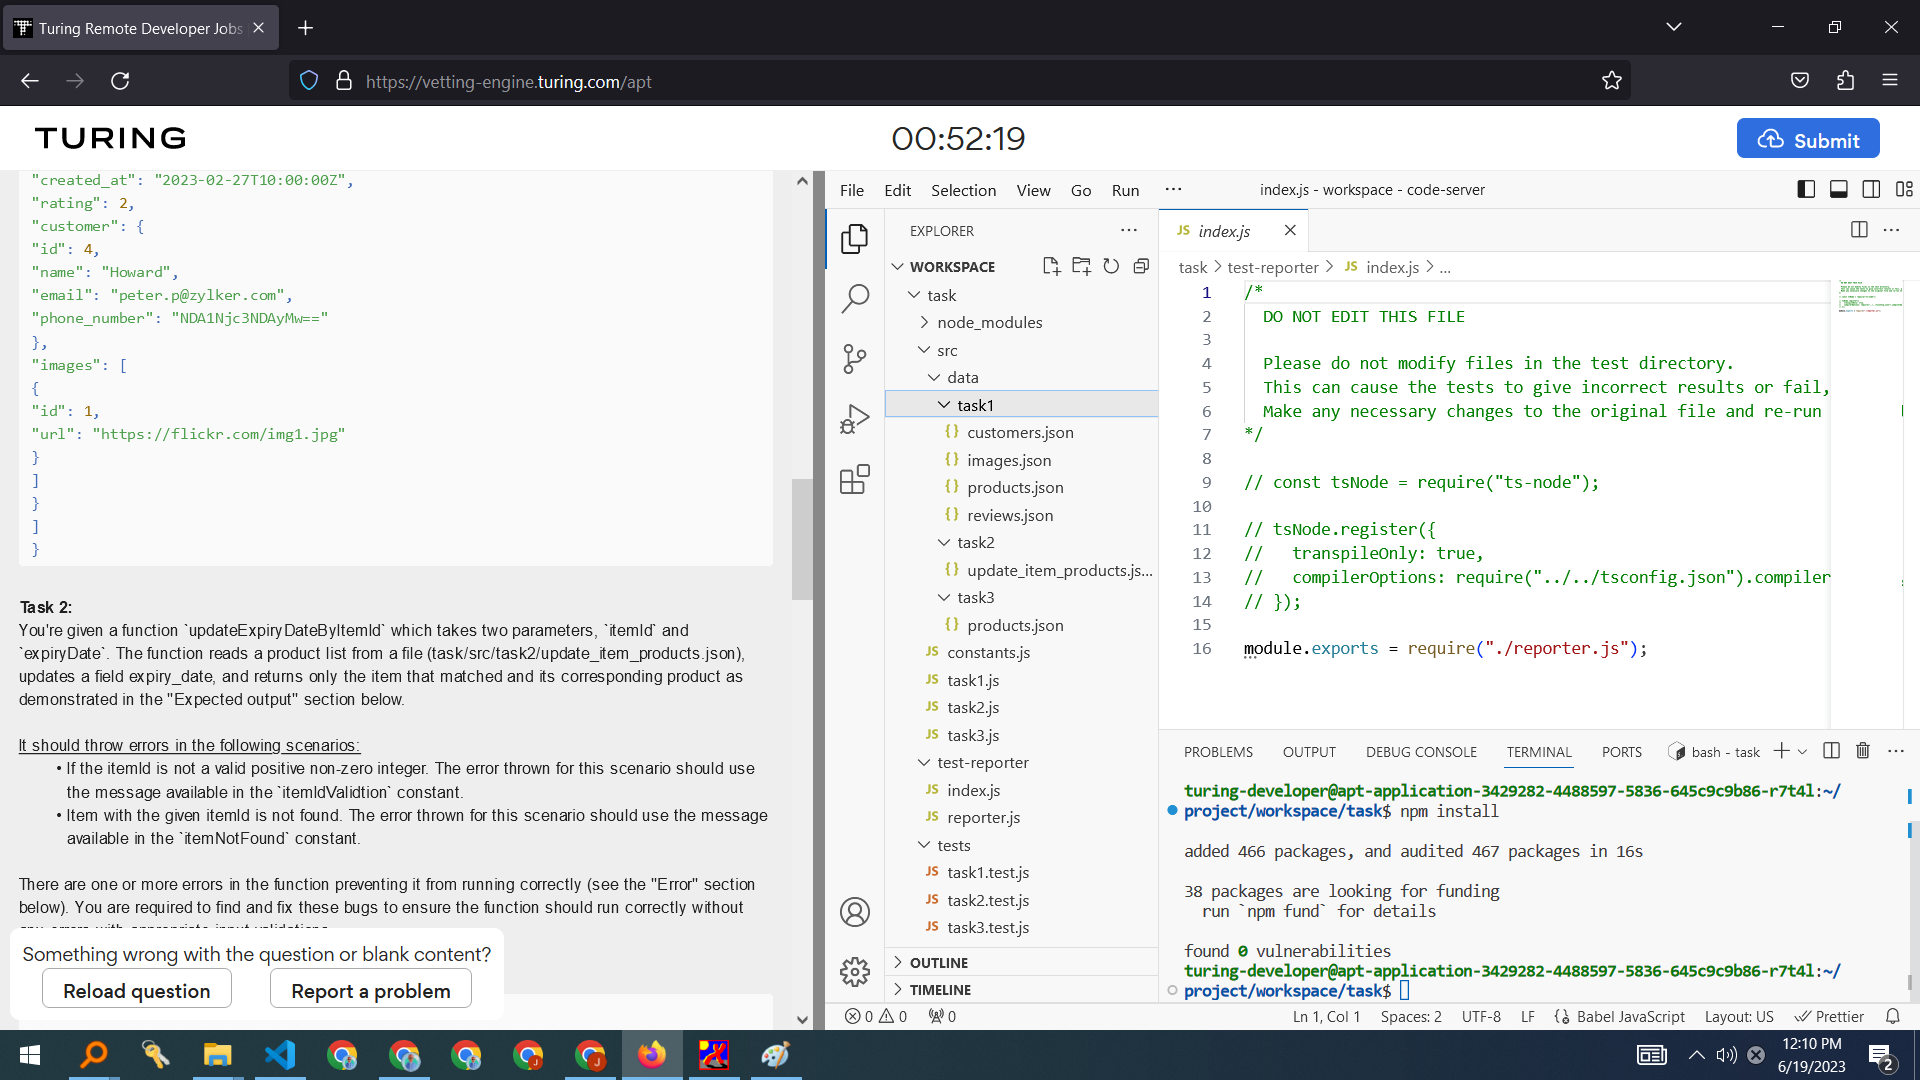 Turing Remote Developer Jobs
https://vetting-engine.turing.com/apt
TURING
00:52:19
Submit
"created_at": "2023-02-27T10:00:00Z",
"rating": 2,
"customer": {
"id": 4,
"name": "Howard",
"email": "peter.p@zylker.com",
"phone_number": "NDA1Njc3NDAyMw=="
},
"images": [
{
"id": 1,
"url": "https://flickr.com/img1.jpg"
}
]
}
]
}
Task 2:
You're given a function `updateExpiryDateByItemId` which takes two parameters, `itemId` and
`expiryDate`. The function reads a product list from a file (task/src/task2/update_item_products.json),
updates a field expiry_date, and returns only the item that matched and its corresponding product as
demonstrated in the "Expected output" section below.
It should throw errors in the following scenarios:
• If the itemId is not a valid positive non-zero integer. The error thrown for this scenario should use
the message available in the `itemIdValidtion` constant.
• Item with the given itemId is not found. The error thrown for this scenario should use the message
available in the `itemNotFound` constant.
There are one or more errors in the function preventing it from running correctly (see the "Error" section
below). You are required to find and fix these bugs to ensure the function should run correctly without
Something wrong with the question or blank content?
Reload question
Report a problem
File Edit Selection View Go Run ···
index.js - workspace - code-server
EXPLORER
WORKSPACE
task
node_modules
src
data
task1
{} customers.json
{} images.json
{} products.json
{} reviews.json
task2
{} update_item_products.js...
task3
{} products.json
JS constants.js
JS task1.js
JS task2.js
JS task3.js
test-reporter
JS index.js
JS reporter.js
tests
JS task1.test.js
JS task2.test.js
JS task3.test.js
OUTLINE
TIMELINE
JS index.js
task > test-reporter > JS index.js > ...
1 /*
2 DO NOT EDIT THIS FILE
3
4 Please do not modify files in the test directory.
5 This can cause the tests to give incorrect results or fail,
6 Make any necessary changes to the original file and re-run
7 */
8
9 // const tsNode = require("ts-node");
10
11 // tsNode.register({
12 // transpileOnly: true,
13 // compilerOptions: require("../../tsconfig.json").compiler
14 // });
15
16 module.exports = require("./reporter.js");
PROBLEMS OUTPUT DEBUG CONSOLE TERMINAL PORTS bash - task
turing-developer@apt-application-3429282-4488597-5836-645c9c9b86-r7t4l:~/
project/workspace/task$ npm install
added 466 packages, and audited 467 packages in 16s
38 packages are looking for funding
run `npm fund` for details
found 0 vulnerabilities
turing-developer@apt-application-3429282-4488597-5836-645c9c9b86-r7t4l:~/
project/workspace/task$
0 0 0
Ln 1, Col 1 Spaces: 2 UTF-8 LF {} Babel JavaScript Layout: US Prettier
12:10 PM
6/19/2023
2